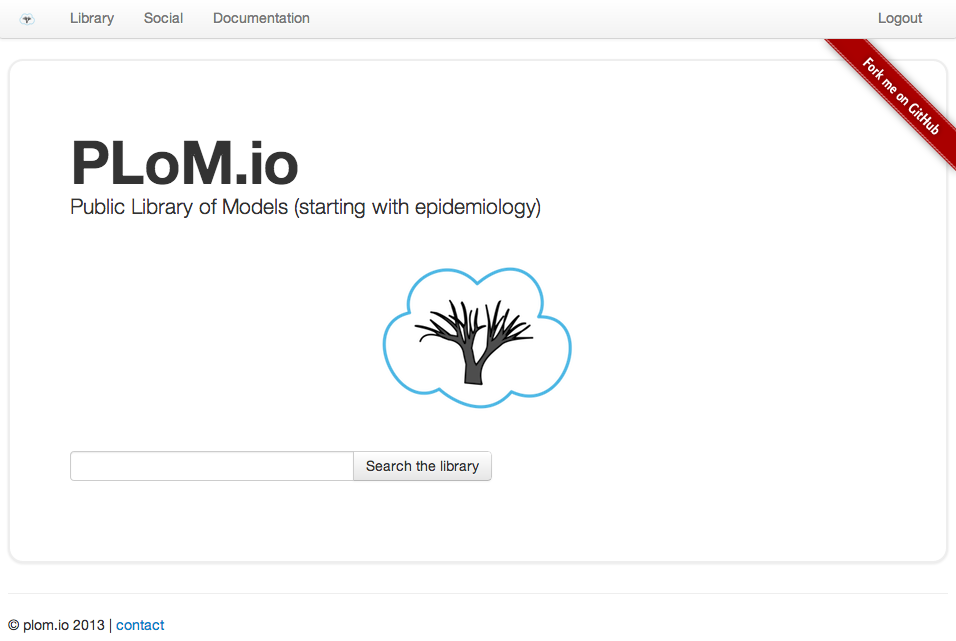 Library Social Documentation Logout
Fork me on GitHub
PLoM.io
Public Library of Models (starting with epidemiology)
Search the library
© plom.io 2013 | contact